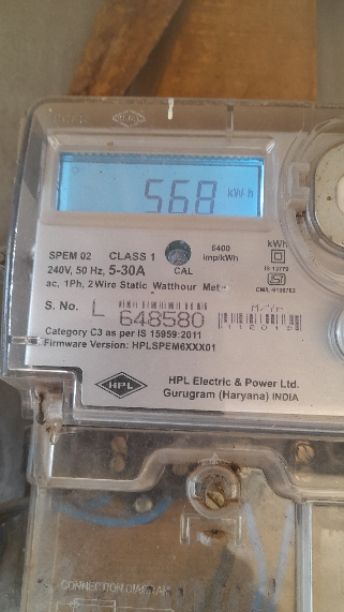 HPL
568 kWh
SPEM 02 CLASS 1 6400 imp/kWh kWh
240V, 50 Hz, 5-30A CAL IS 13779
ac, 1Ph, 2 Wire Static Watthour Meter
S. No. L 648580 M/Yr.
Category C3 as per IS 15959:2011
Firmware Version: HPLSPEM6XXX01
HPL HPL Electric & Power Ltd.
Gurugram (Haryana) INDIA
CONNECTION DIAGRAM